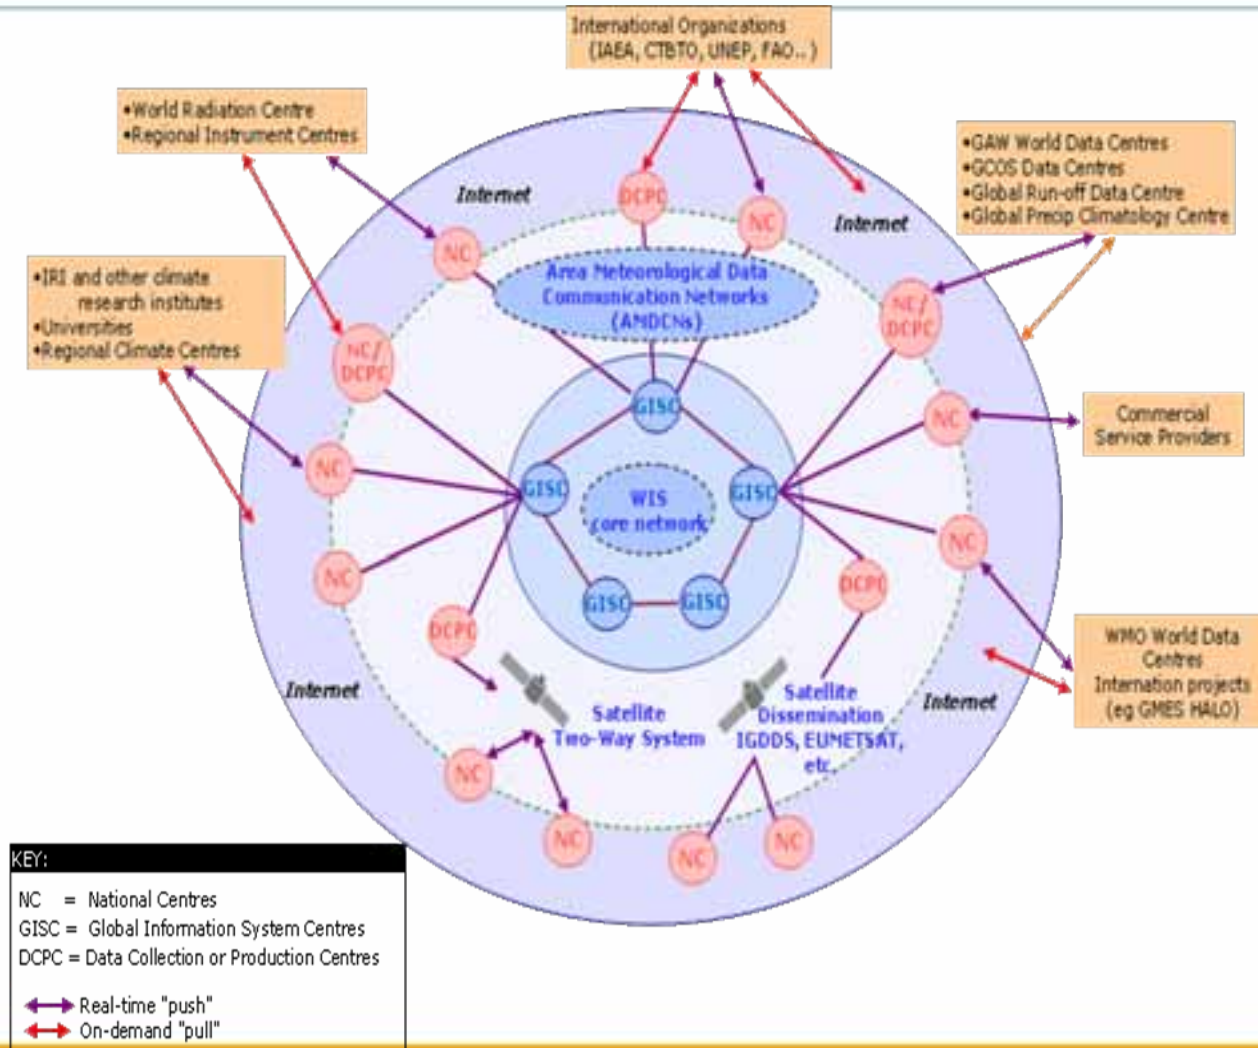 International Organizations
(IAEA, CTBTO, UNEP, FAO...)
•World Radiation Centre
•Regional Instrument Centres
•GAW World Data Centres
•GCOS Data Centres
•Global Run-off Data Centre
•Global Precip Climatology Centre
•IRI and other climate
research institutes
•Universities
•Regional Climate Centres
Commercial
Service Providers
WMO World Data
Centres
Internation projects
(eg GMES HALO)
Internet
Internet
Internet
Internet
DCPC
NC
NC
Area Meteorological Data
Communication Networks
(AMDCNs)
NC/
DCPC
NC/
DCPC
GISC
NC
NC
GISC
WIS
core network
GISC
NC
NC
GISC
GISC
DCPC
DCPC
Satellite
Two-Way System
Satellite
Dissemination
IGDDS, EUMETSAT,
etc.
NC
NC
NC
NC
KEY:
NC = National Centres
GISC = Global Information System Centres
DCPC = Data Collection or Production Centres
Real-time "push"
On-demand "pull"